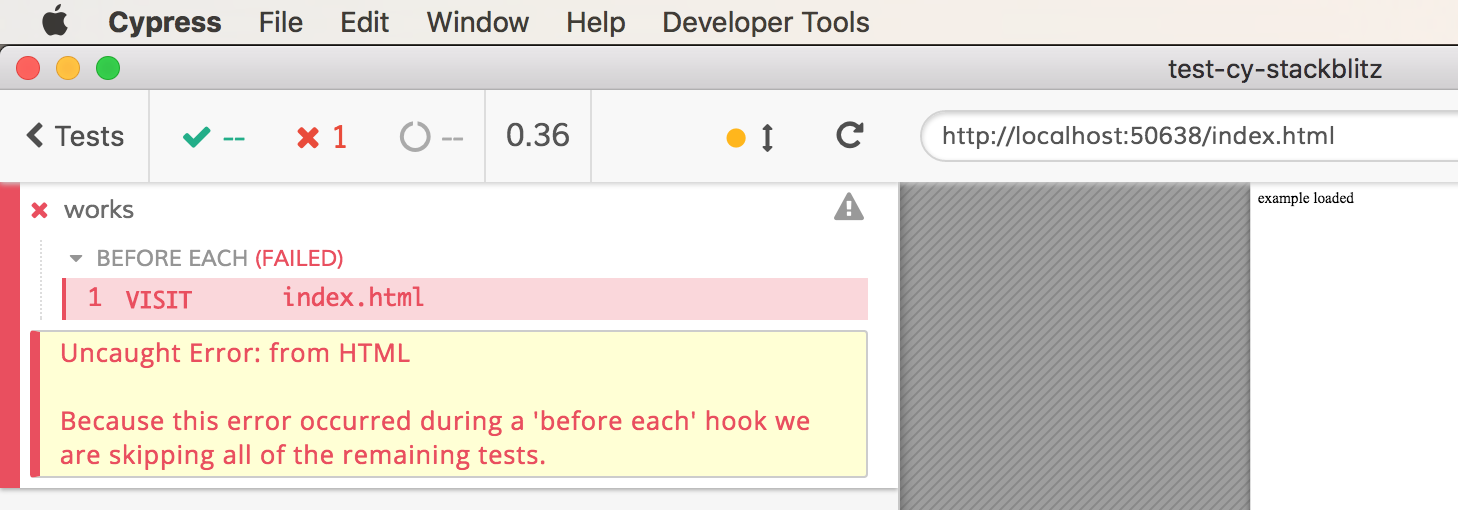 Cypress File Edit Window Help Developer Tools
test-cy-stackblitz
Tests -- 1 -- 0.36 http://localhost:50638/index.html
works
example loaded
BEFORE EACH (FAILED)
1 VISIT index.html
Uncaught Error: from HTML
Because this error occurred during a 'before each' hook we
are skipping all of the remaining tests.